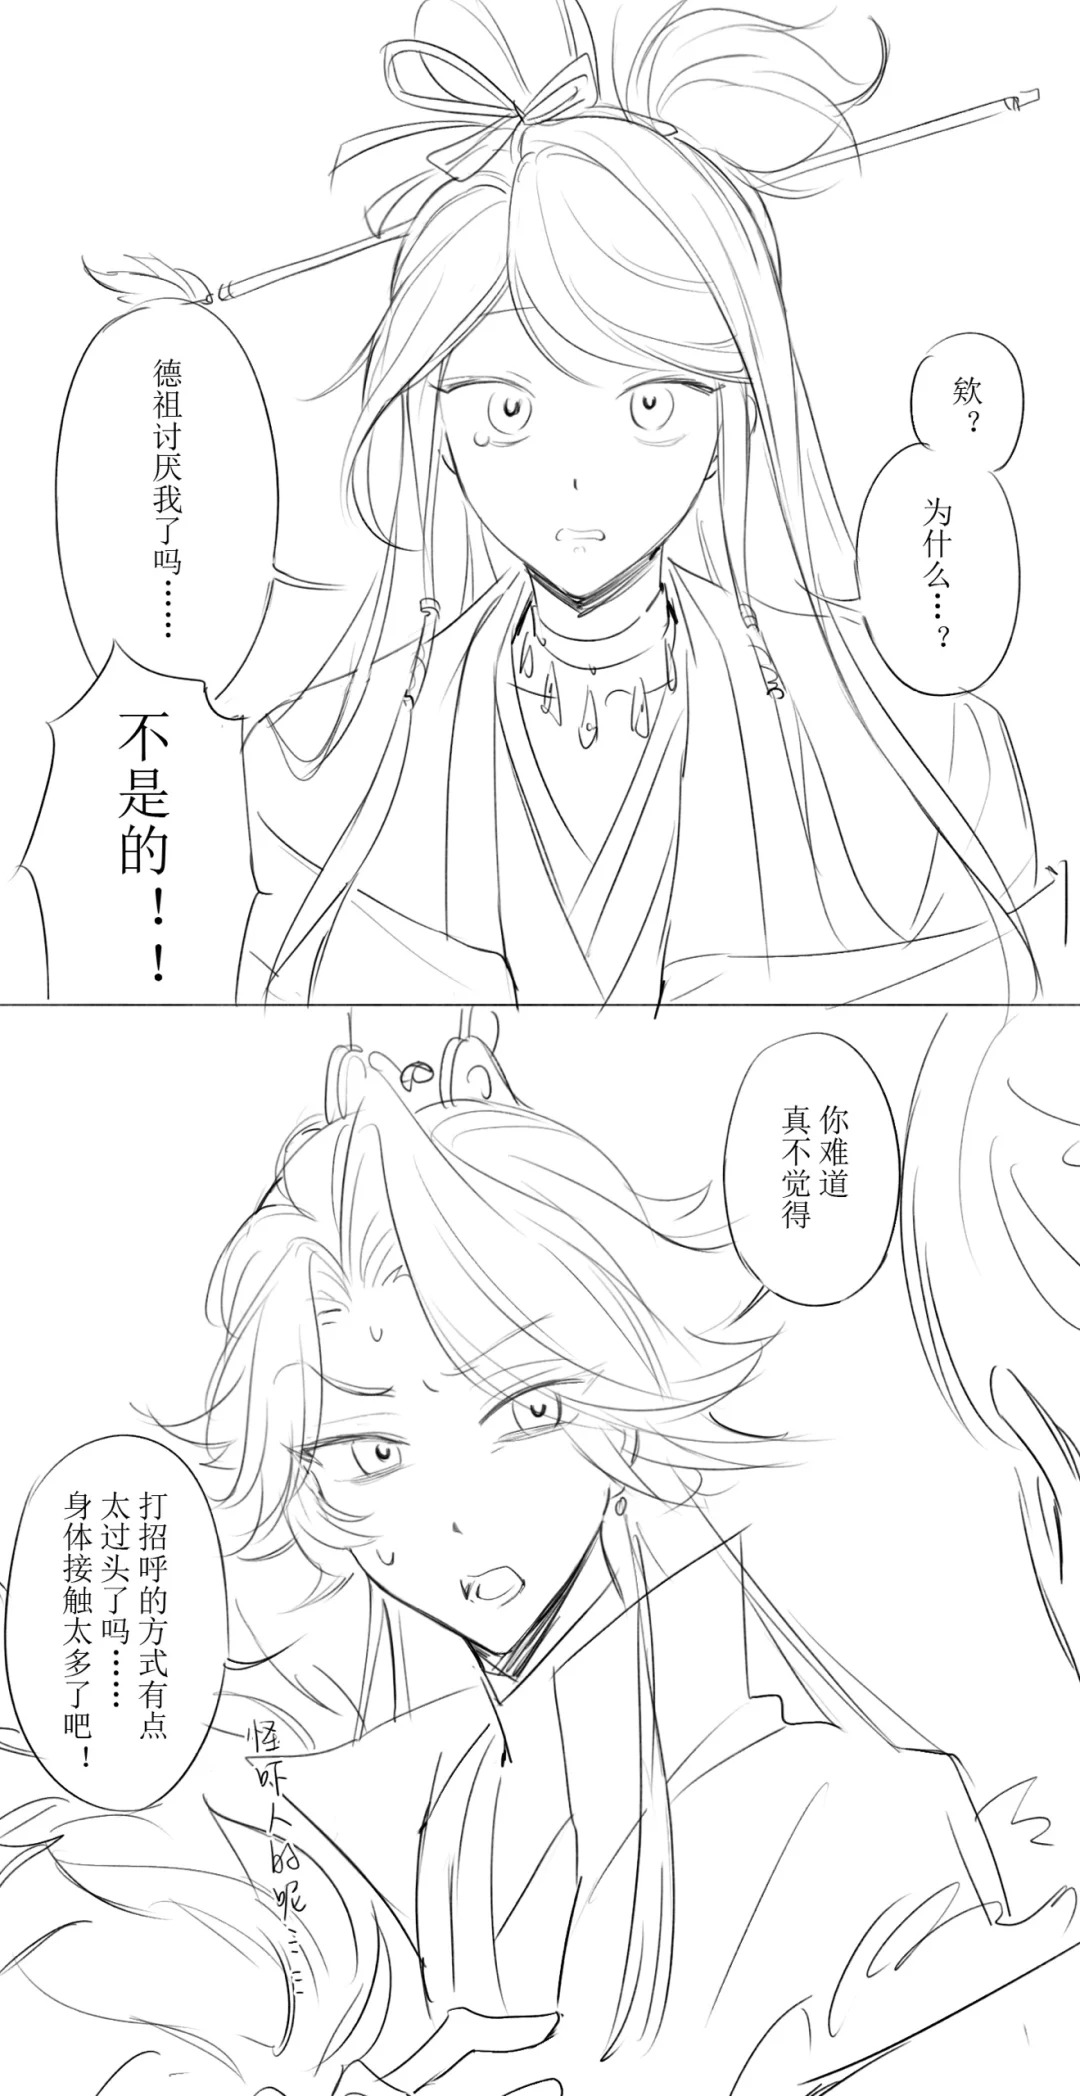 欸？
为什么…？
德祖讨厌我了吗……
不是的！！
你难道
真不觉得
打招呼的方式有点
太过头了吗……
身体接触太多了吧！
怪吓人的呢……